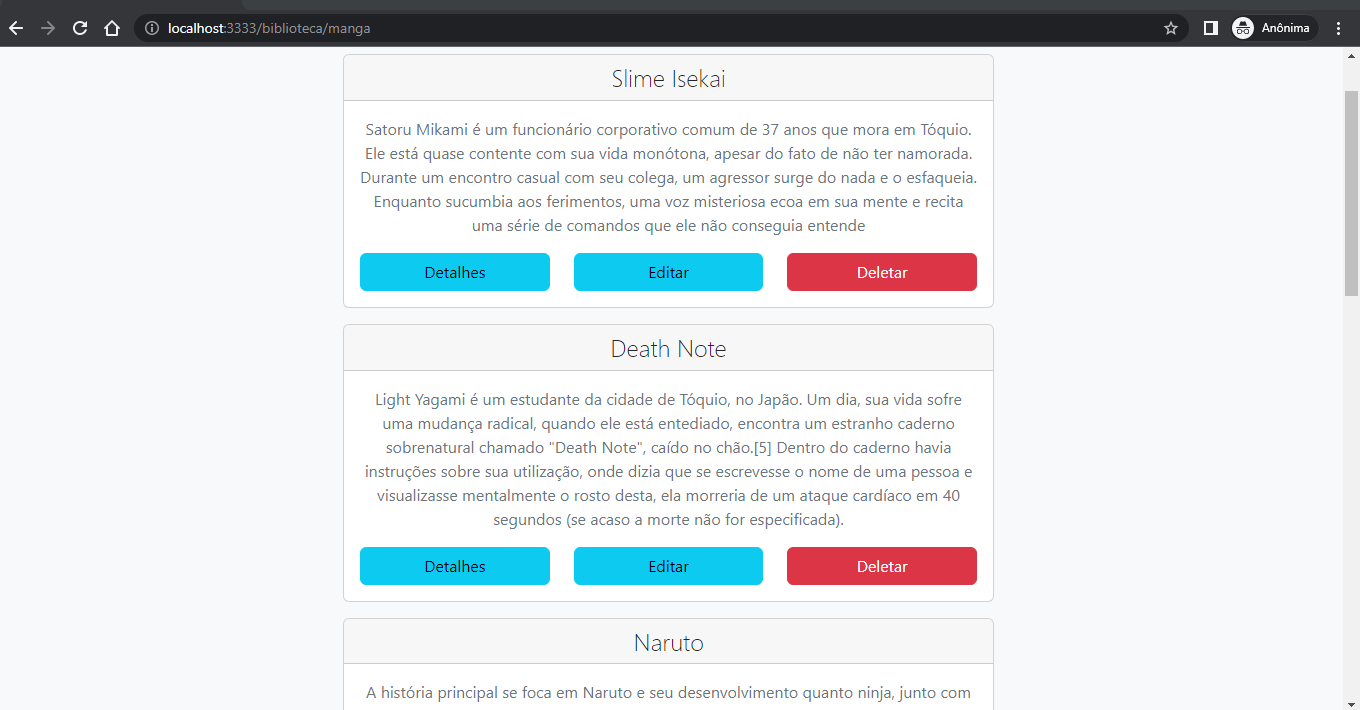 localhost:3333/biblioteca/manga
Anônima
Slime Isekai
Satoru Mikami é um funcionário corporativo comum de 37 anos que mora em Tóquio.
Ele está quase contente com sua vida monótona, apesar do fato de não ter namorada.
Durante um encontro casual com seu colega, um agressor surge do nada e o esfaqueia.
Enquanto sucumbia aos ferimentos, uma voz misteriosa ecoa em sua mente e recita
uma série de comandos que ele não conseguia entende
Detalhes Editar Deletar
Death Note
Light Yagami é um estudante da cidade de Tóquio, no Japão. Um dia, sua vida sofre
uma mudança radical, quando ele está entediado, encontra um estranho caderno
sobrenatural chamado "Death Note", caído no chão.[5] Dentro do caderno havia
instruções sobre sua utilização, onde dizia que se escrevesse o nome de uma pessoa e
visualizasse mentalmente o rosto desta, ela morreria de um ataque cardíaco em 40
segundos (se acaso a morte não for especificada).
Detalhes Editar Deletar
Naruto
A história principal se foca em Naruto e seu desenvolvimento quanto ninja, junto com